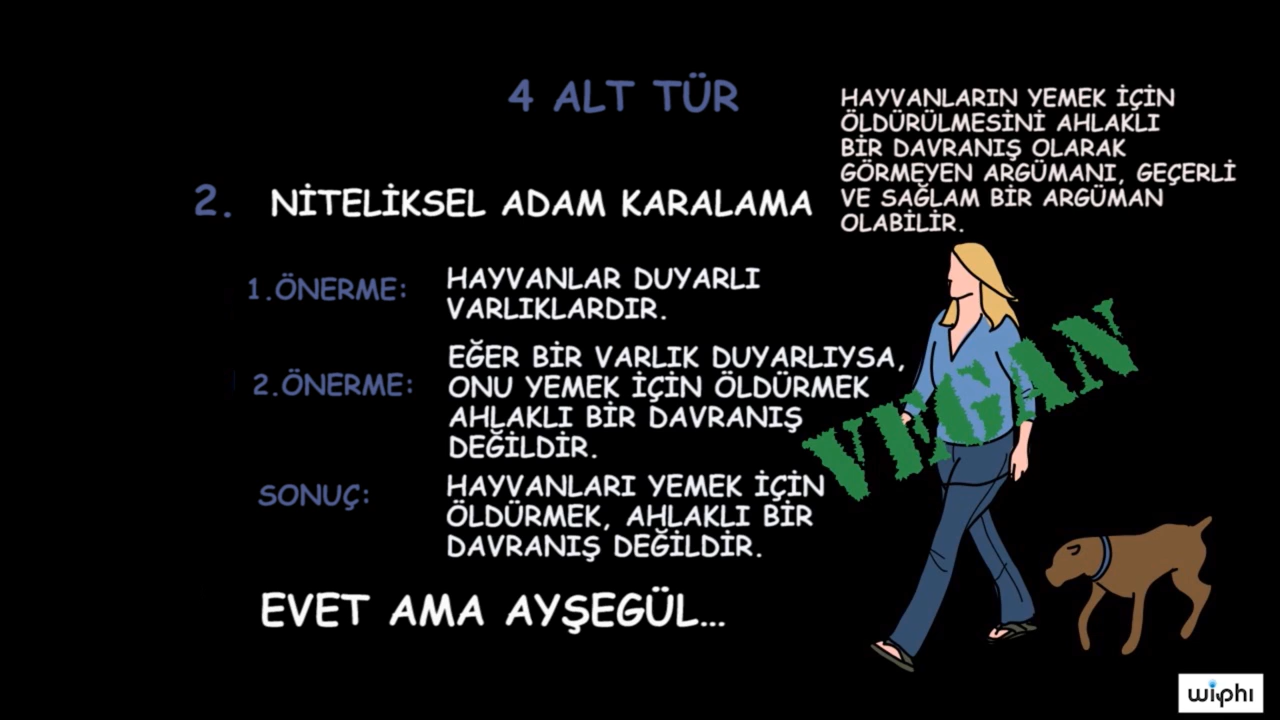 4 ALT TÜR
HAYVANLARIN YEMEK İÇİN
ÖLDÜRÜLMESİNİ AHLAKLI
BİR DAVRANIŞ OLARAK
GÖRMEYEN ARGÜMANI, GEÇERLİ
VE SAĞLAM BİR ARGÜMAN
OLABİLİR.
2. NİTELİKSEL ADAM KARALAMA
1.ÖNERME: HAYVANLAR DUYARLI
VARLIKLARDIR.
2.ÖNERME: EĞER BİR VARLIK DUYARLIYSA,
ONU YEMEK İÇİN ÖLDÜRMEK
AHLAKLI BİR DAVRANIŞ
DEĞİLDİR.
SONUÇ: HAYVANLARI YEMEK İÇİN
ÖLDÜRMEK, AHLAKLI BİR
DAVRANIŞ DEĞİLDİR.
EVET AMA AYŞEGÜL...
VEGAN
wiphi